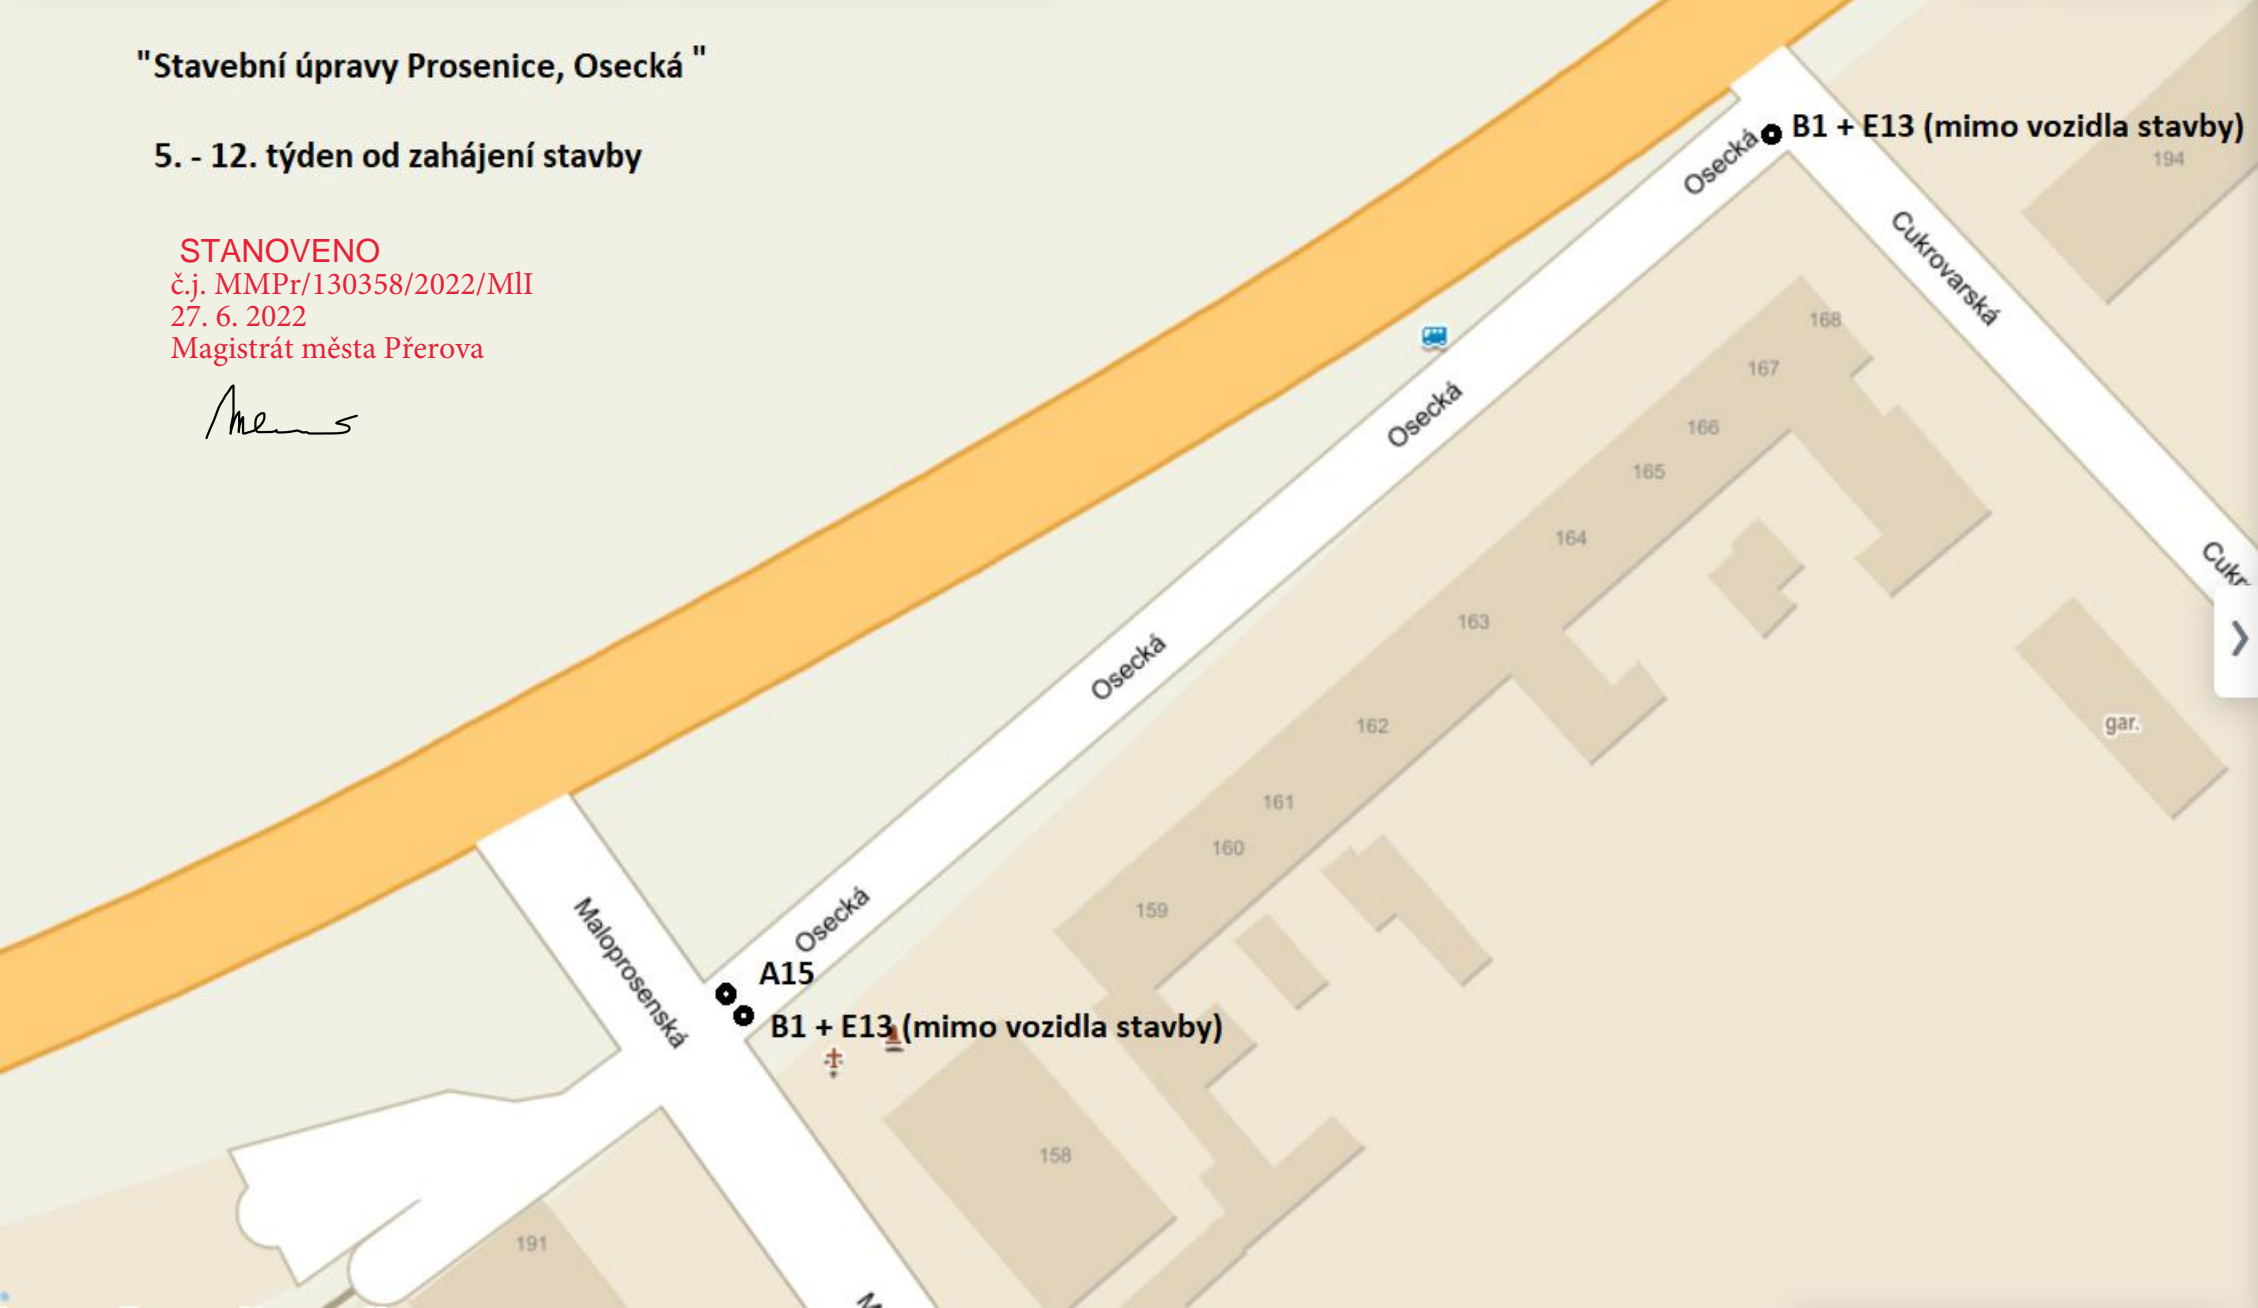 "Stavební úpravy Prosenice, Osecká "
5. - 12. týden od zahájení stavby
STANOVENO
č.j. MMPr/130358/2022/MlI
27. 6. 2022
Magistrát města Přerova
B1 + E13 (mimo vozidla stavby)
194
Osecká
Cukrovarská
168
167
166
165
164
163
162
161
160
159
Osecká
Osecká
Osecká
Cukr
gar.
Maloprosenská
A15
B1 + E13 (mimo vozidla stavby)
158
191
M